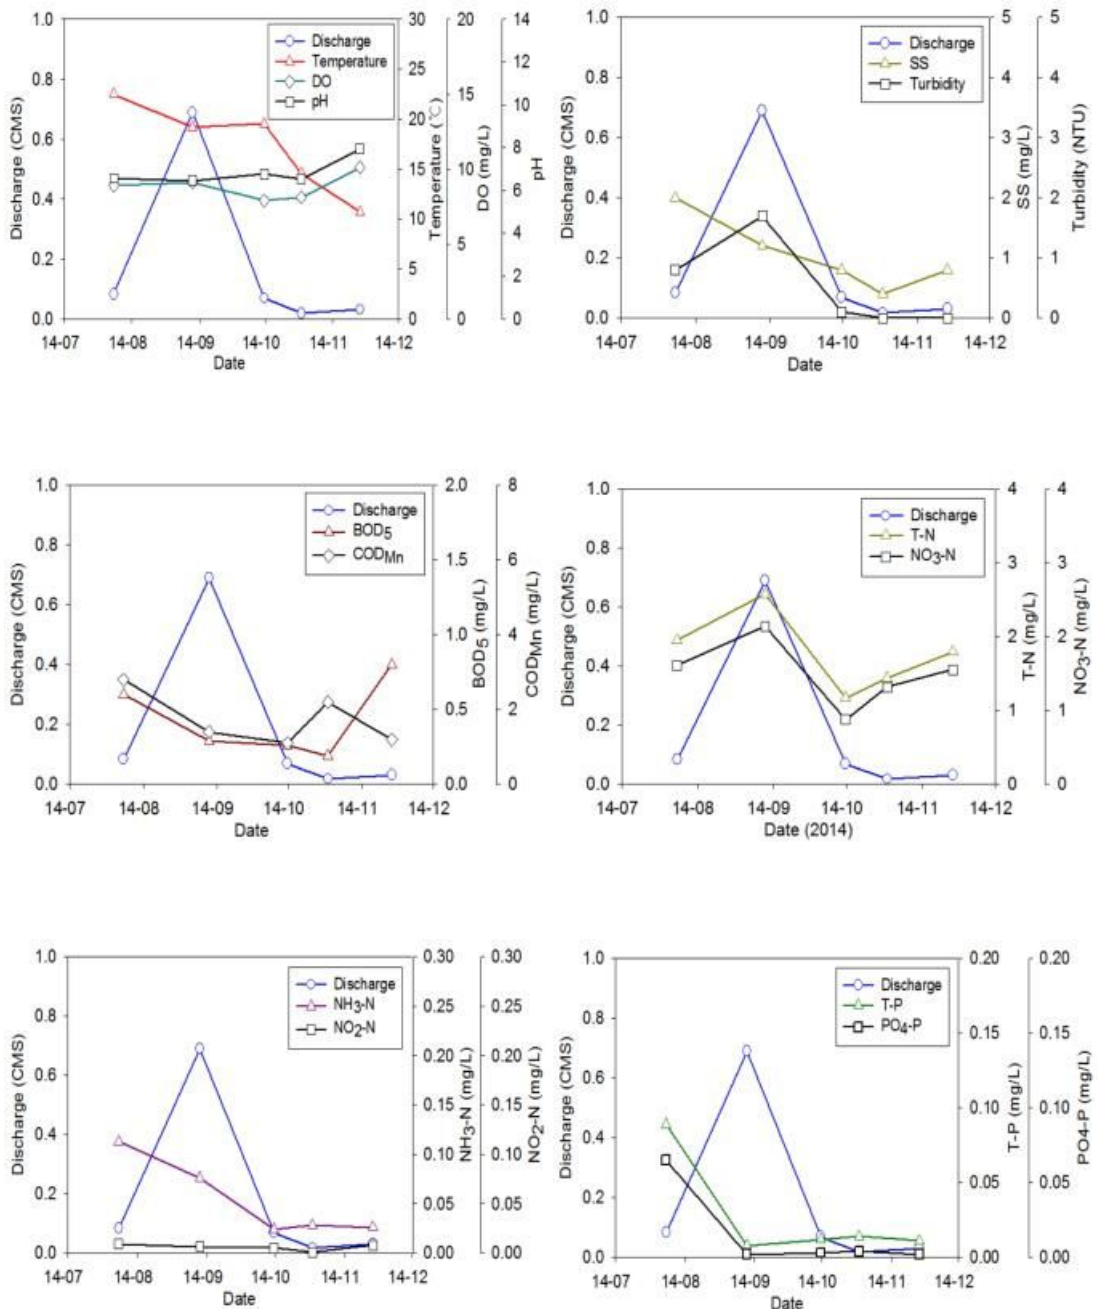 Discharge
Temperature
DO
pH
Discharge (CMS)
1.0
0.8
0.6
0.4
0.2
0.0
14-07 14-08 14-09 14-10 14-11 14-12
Date
30
25
20
15
10
5
0
Temperature (℃)
20
15
10
5
0
DO (mg/L)
14
12
10
8
6
4
2
0
pH
Discharge
SS
Turbidity
Discharge (CMS)
1.0
0.8
0.6
0.4
0.2
0.0
14-07 14-08 14-09 14-10 14-11 14-12
Date
5
4
3
2
1
0
SS (mg/L)
5
4
3
2
1
0
Turbidity (NTU)
Discharge
BOD5
CODMn
Discharge (CMS)
1.0
0.8
0.6
0.4
0.2
0.0
14-07 14-08 14-09 14-10 14-11 14-12
Date
2.0
1.5
1.0
0.5
0.0
BOD5 (mg/L)
8
6
4
2
0
CODMn (mg/L)
Discharge
T-N
NO3-N
Discharge (CMS)
1.0
0.8
0.6
0.4
0.2
0.0
14-07 14-08 14-09 14-10 14-11 14-12
Date (2014)
4
3
2
1
0
T-N (mg/L)
4
3
2
1
0
NO3-N (mg/L)
Discharge
NH3-N
NO2-N
Discharge (CMS)
1.0
0.8
0.6
0.4
0.2
0.0
14-07 14-08 14-09 14-10 14-11 14-12
Date
0.30
0.25
0.20
0.15
0.10
0.05
0.00
NH3-N (mg/L)
0.30
0.25
0.20
0.15
0.10
0.05
0.00
NO2-N (mg/L)
Discharge
T-P
PO4-P
Discharge (CMS)
1.0
0.8
0.6
0.4
0.2
0.0
14-07 14-08 14-09 14-10 14-11 14-12
Date
0.20
0.15
0.10
0.05
0.00
T-P (mg/L)
0.20
0.15
0.10
0.05
0.00
PO4-P (mg/L)